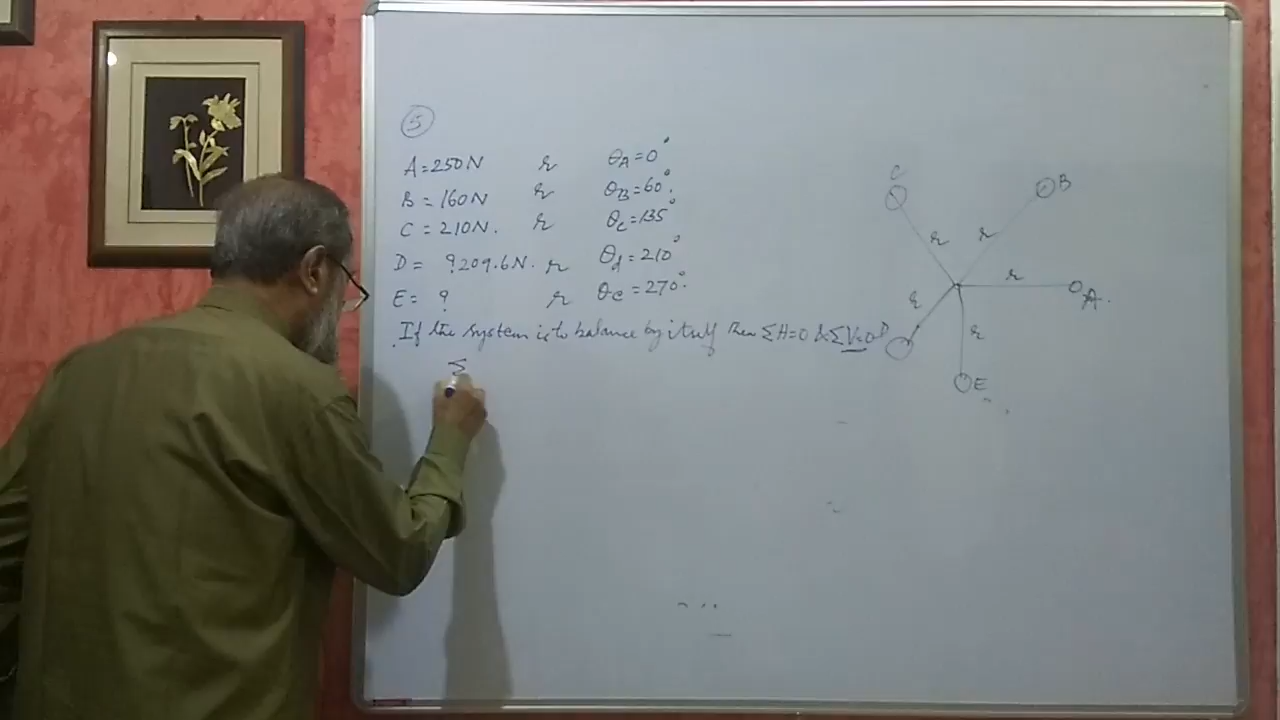 5
A=250N r θA=0°
B=160N r θB=60°.
C=210N. r θc=135°
D= ?209.6N. r θd=210°
E= ? r θe=270°.
If the system is to balance by itself then ΣH=0 & ΣV=0
Σ
C
B
r
r
r
A.
r
D
r
E